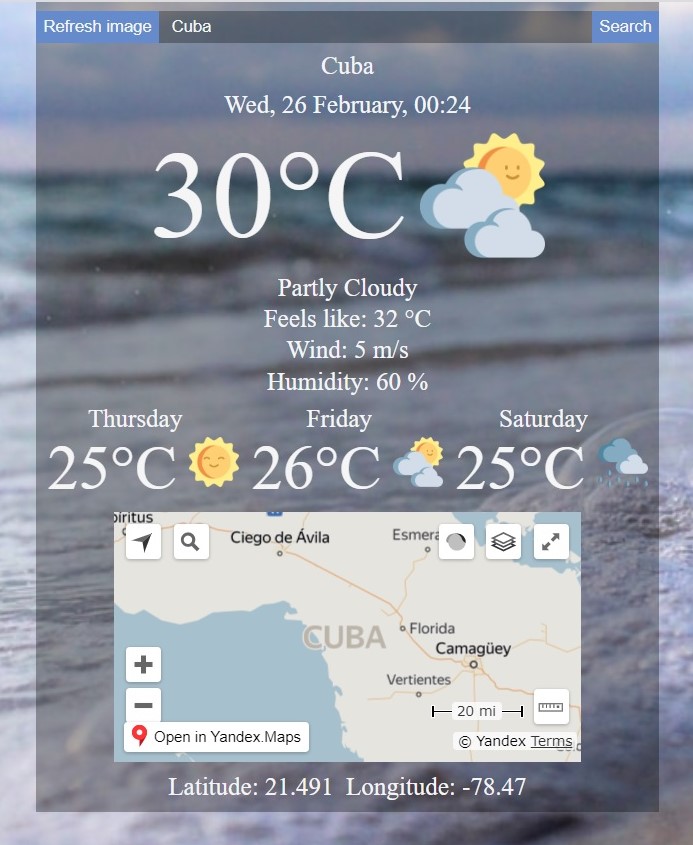 Refresh image Cuba Search
Cuba
Wed, 26 February, 00:24
30°C
Partly Cloudy
Feels like: 32 °C
Wind: 5 m/s
Humidity: 60 %
Thursday Friday Saturday
25°C 26°C 25°C
Ciego de Ávila
CUBA
Florida
Camagüey
Vertientes
20 mi
Open in Yandex.Maps
© Yandex Terms
Latitude: 21.491 Longitude: -78.47